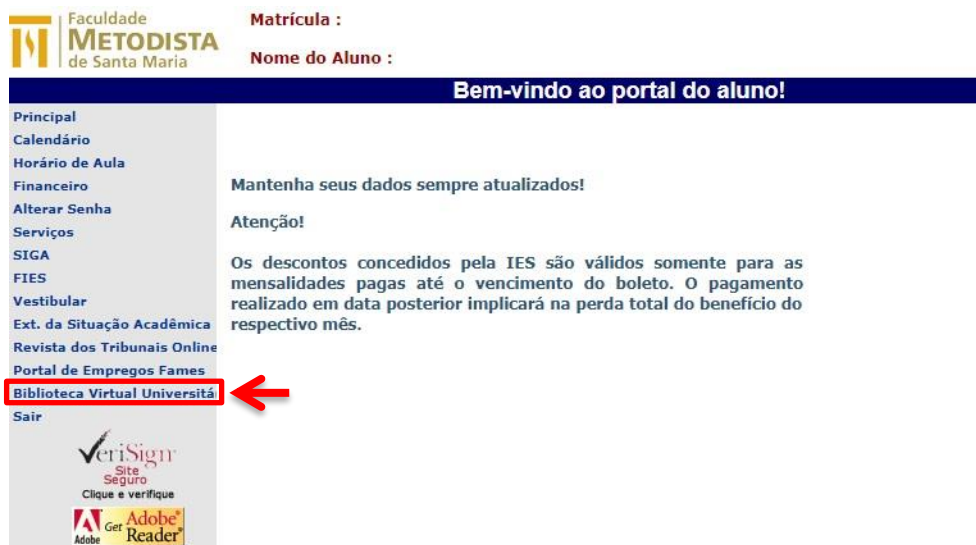 Faculdade
METODISTA
de Santa Maria
Matrícula :
Nome do Aluno :
Bem-vindo ao portal do aluno!
Principal
Calendário
Horário de Aula
Financeiro
Alterar Senha
Serviços
SIGA
FIES
Vestibular
Ext. da Situação Acadêmica
Revista dos Tribunais Online
Portal de Empregos Fames
Biblioteca Virtual Universitá
Sair
Mantenha seus dados sempre atualizados!
Atenção!
Os descontos concedidos pela IES são válidos somente para as
mensalidades pagas até o vencimento do boleto. O pagamento
realizado em data posterior implicará na perda total do benefício do
respectivo mês.
VeriSign
Site
Seguro
Clique e verifique
Adobe
Get Adobe®
Reader®